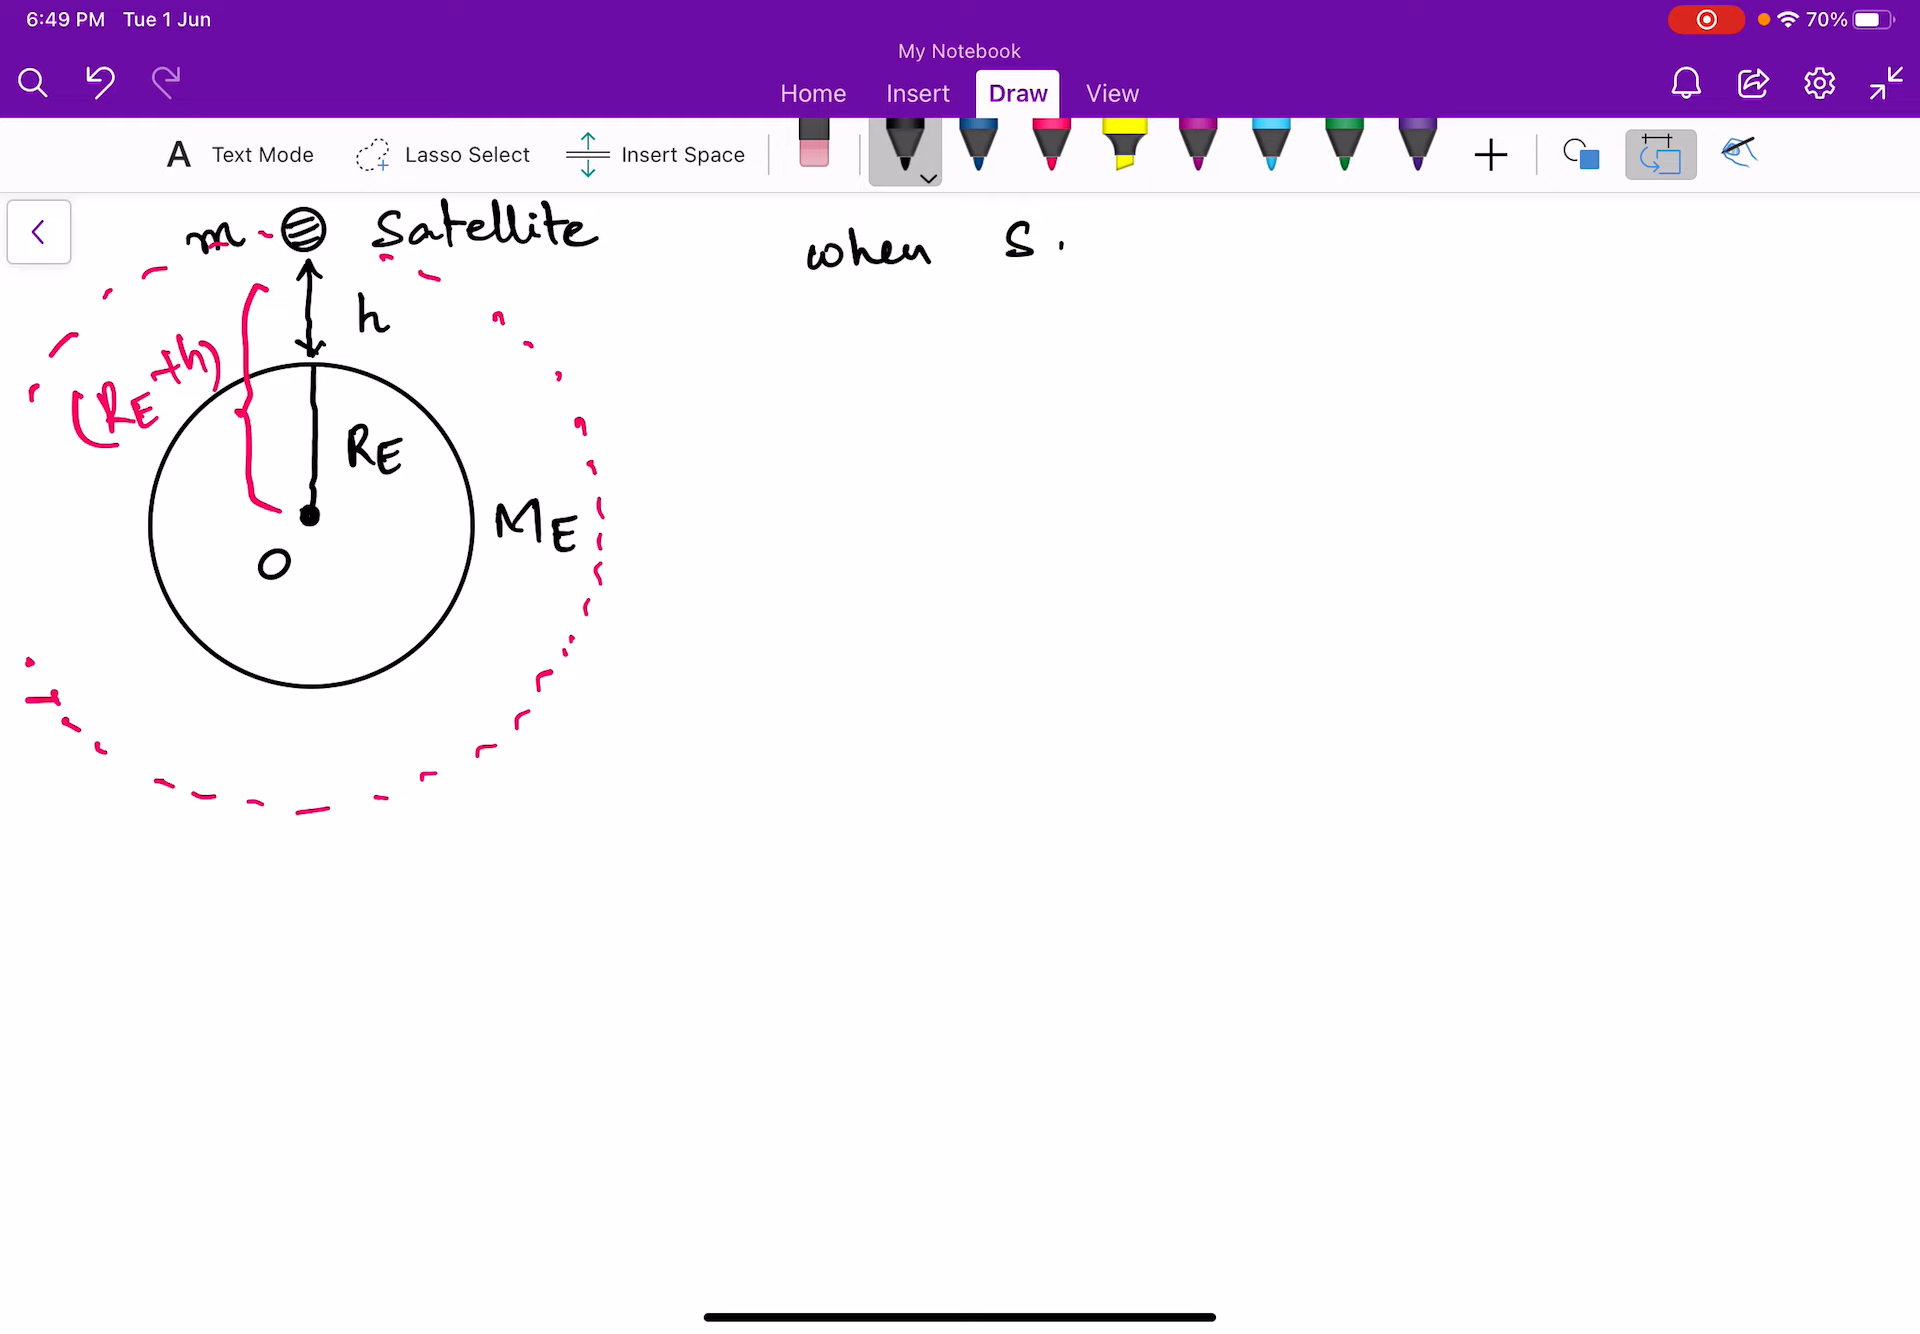 6:49 PM Tue 1 Jun
70%
My Notebook
Home Insert Draw View
A Text Mode Lasso Select Insert Space
m Satellite
when S
h
(RE+h)
RE
ME
O